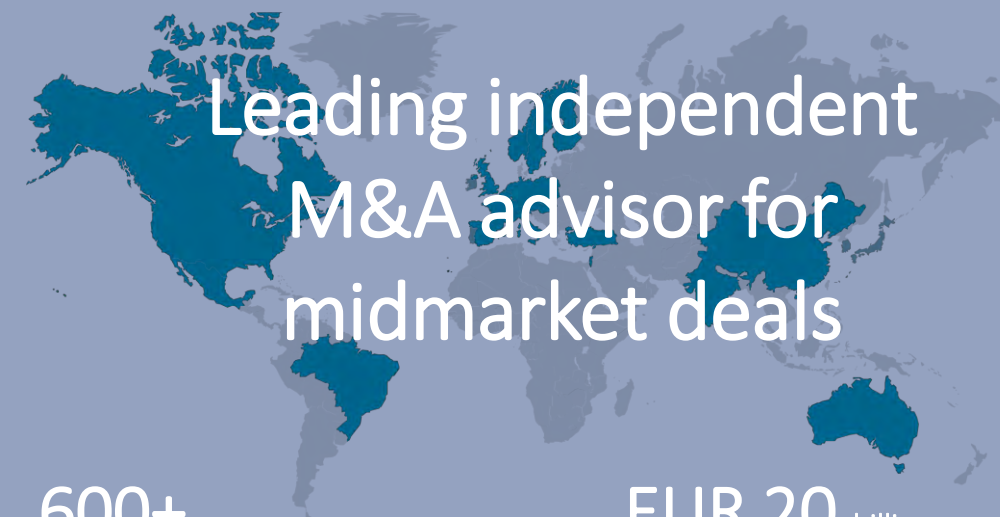 Leading independent
M&A advisor for
midmarket deals
600+ EUR 20